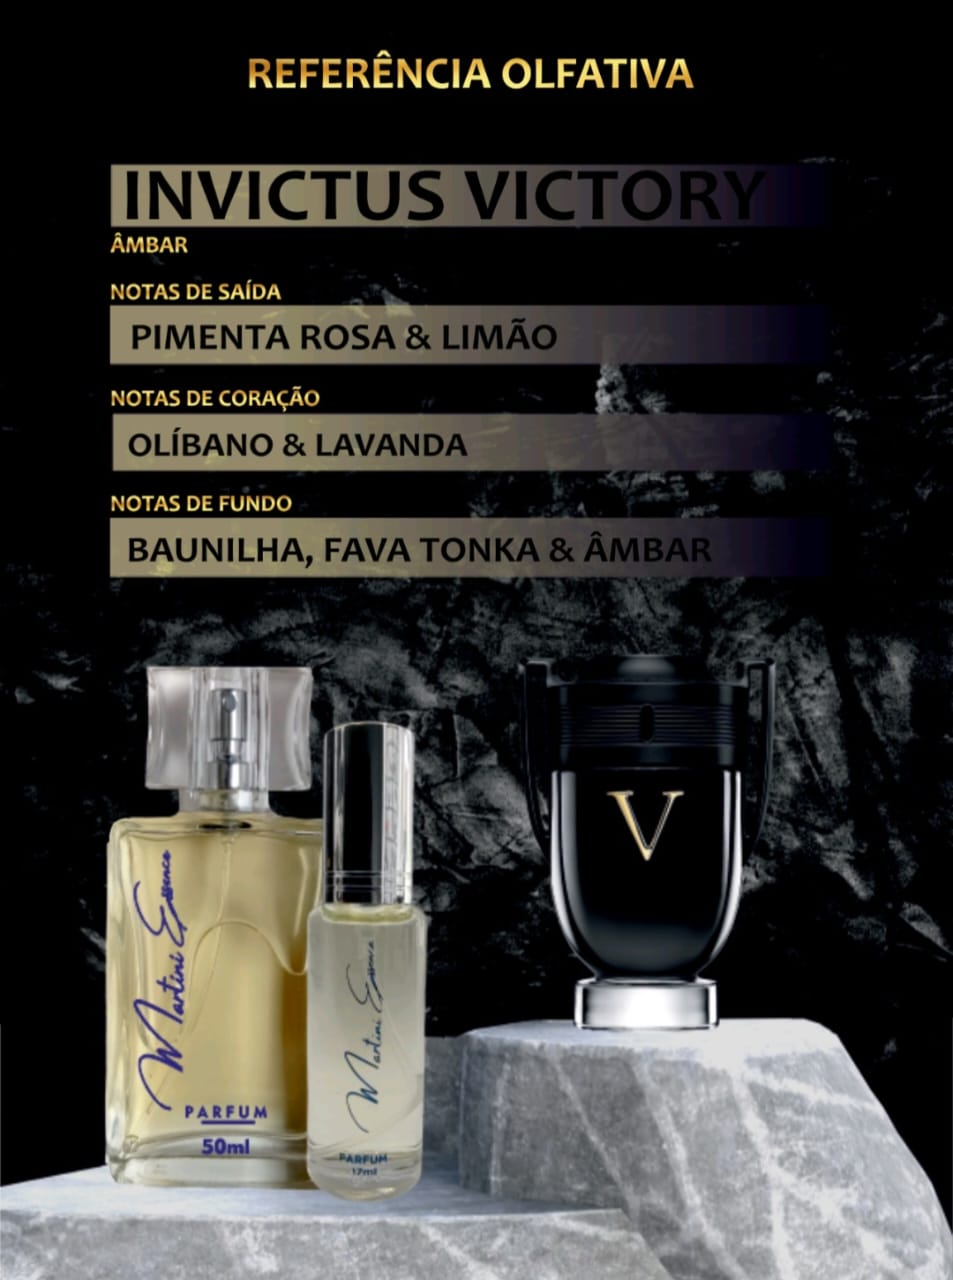 REFERÊNCIA OLFATIVA
INVICTUS VICTORY
ÂMBAR
NOTAS DE SAÍDA
PIMENTA ROSA & LIMÃO
NOTAS DE CORAÇÃO
OLÍBANO & LAVANDA
NOTAS DE FUNDO
BAUNILHA, FAVA TONKA & ÂMBAR
Martini Essence
PARFUM
50ml
Martini Essence
PARFUM
17ml
V